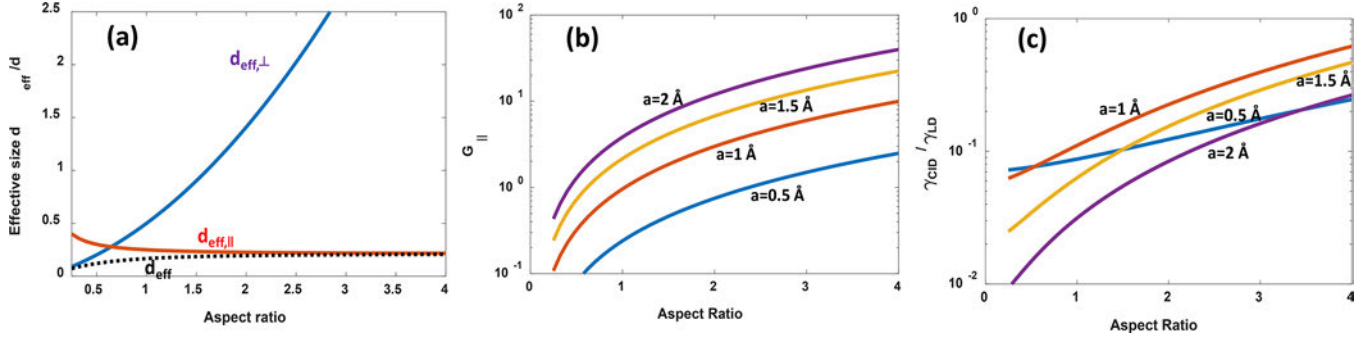 (a)
d_eff,⊥
d_eff,||
d_eff
Effective size d_eff /d
2.5
2
1.5
1
0.5
0
0.5
1
1.5
2
2.5
3
3.5
4
Aspect ratio
(b)
a=2 Å
a=1.5Å
a=1 Å
a=0.5 Å
G_||
10^2
10^1
10^0
10^-1
0
1
2
3
4
Aspect Ratio
(c)
a=1 Å
a=1.5 Å
a=0.5 Å
a=2 Å
γ_CID / γ_LD
10^0
10^-1
10^-2
0
1
2
3
4
Aspect Ratio